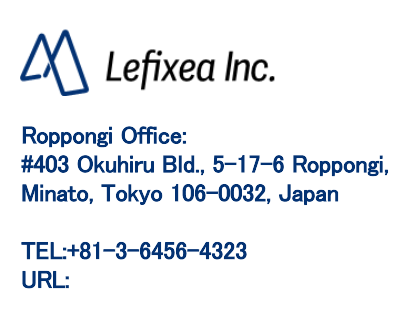 Lefixea Inc.
Roppongi Office:
#403 Okuhiru Bld., 5-17-6 Roppongi,
Minato, Tokyo 106-0032, Japan
TEL:+81-3-6456-4323
URL: